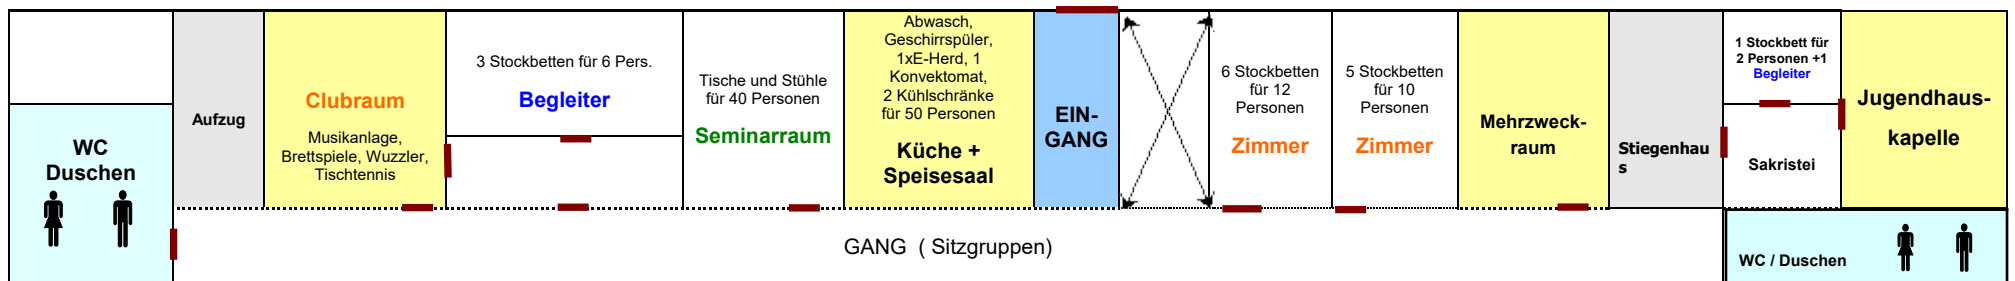 WC
Duschen
Aufzug
Clubraum
Musikanlage,
Brettspiele, Wuzzler,
Tischtennis
3 Stockbetten für 6 Pers.
Begleiter
Tische und Stühle
für 40 Personen
Seminarraum
Abwasch,
Geschirrspüler,
1xE-Herd, 1
Konvektomat,
2 Kühlschränke
für 50 Personen
Küche +
Speisesaal
EIN-
GANG
6 Stockbetten
für 12
Personen
Zimmer
5 Stockbetten
für 10
Personen
Zimmer
Mehrzweck-
raum
Stiegenhau
s
1 Stockbett für
2 Personen +1
Begleiter
Sakristei
Jugendhaus-
kapelle
GANG ( Sitzgruppen)
WC / Duschen